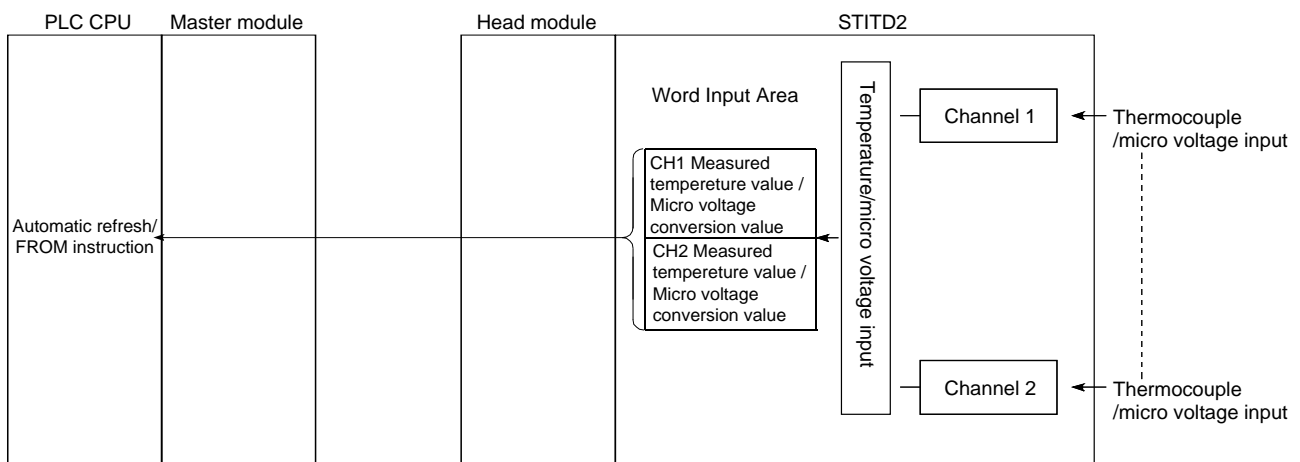 PLC CPU
Master module
Head module
STITD2
Word Input Area
Temperature/micro voltage input
Channel 1
Thermocouple
/micro voltage input
CH1 Measured
tempereture value /
Micro voltage
conversion value
Automatic refresh/
FROM instruction
CH2 Measured
tempereture value /
Micro voltage
conversion value
Channel 2
Thermocouple
/micro voltage input